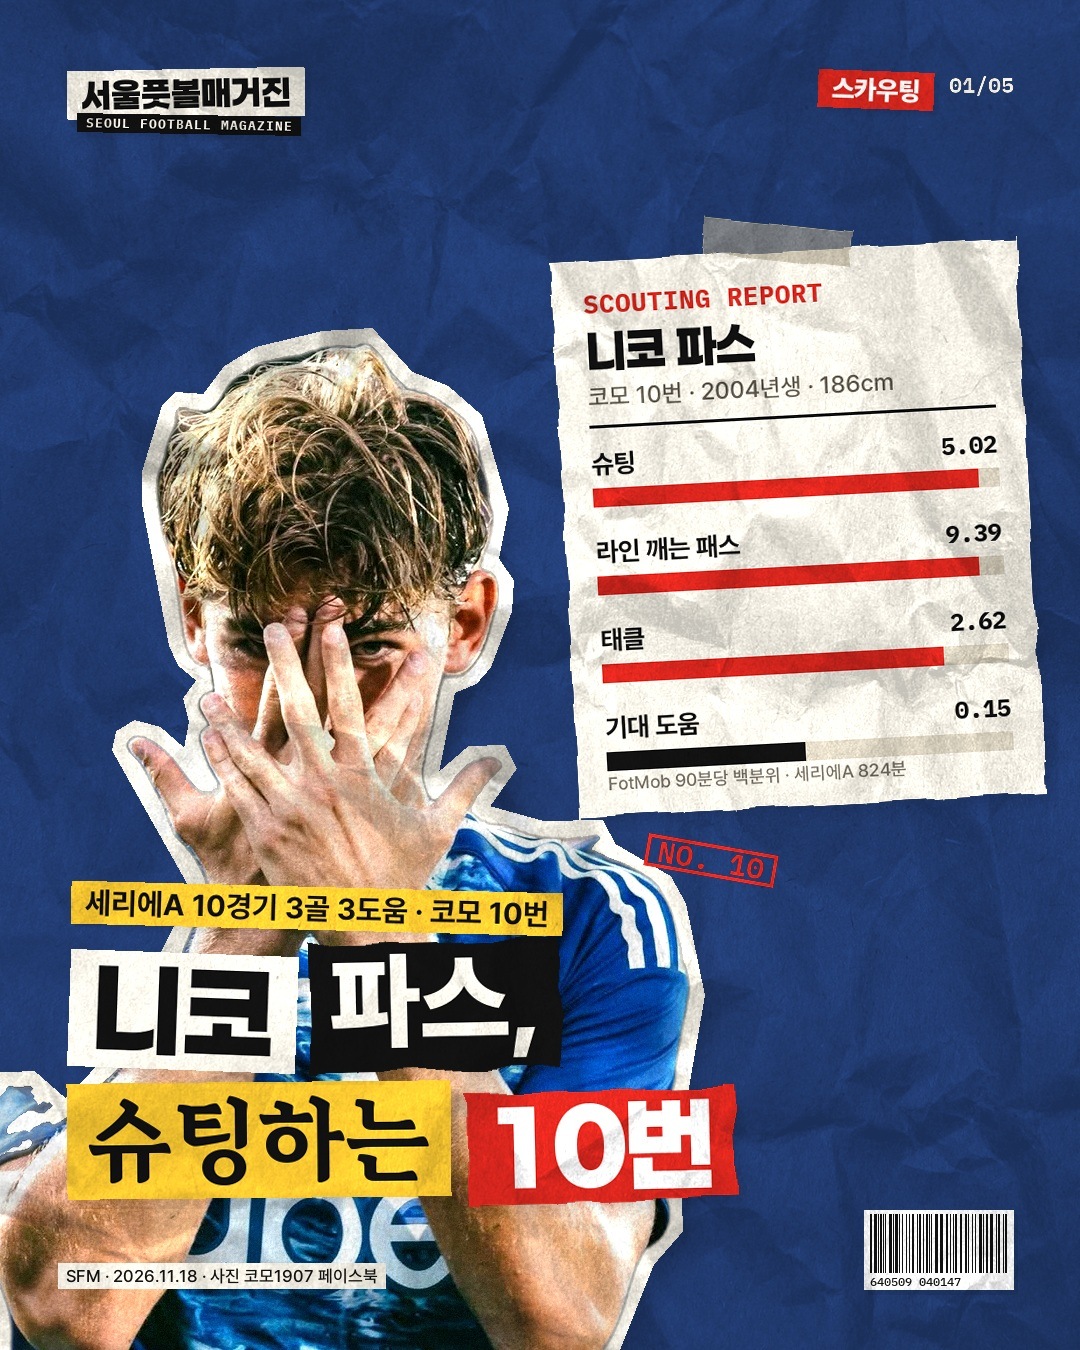 서울풋볼매거진
SEOUL FOOTBALL MAGAZINE
스카우팅 01/05
SCOUTING REPORT
니코 파스
코모 10번 · 2004년생 · 186cm
슈팅 5.02
라인 깨는 패스 9.39
태클 2.62
기대 도움 0.15
FotMob 90분당 백분위 · 세리에A 824분
NO. 10
세리에A 10경기 3골 3도움 · 코모 10번
니코 파스,
슈팅하는 10번
SFM · 2026.11.18 · 사진 코모1907 페이스북
640509 040147